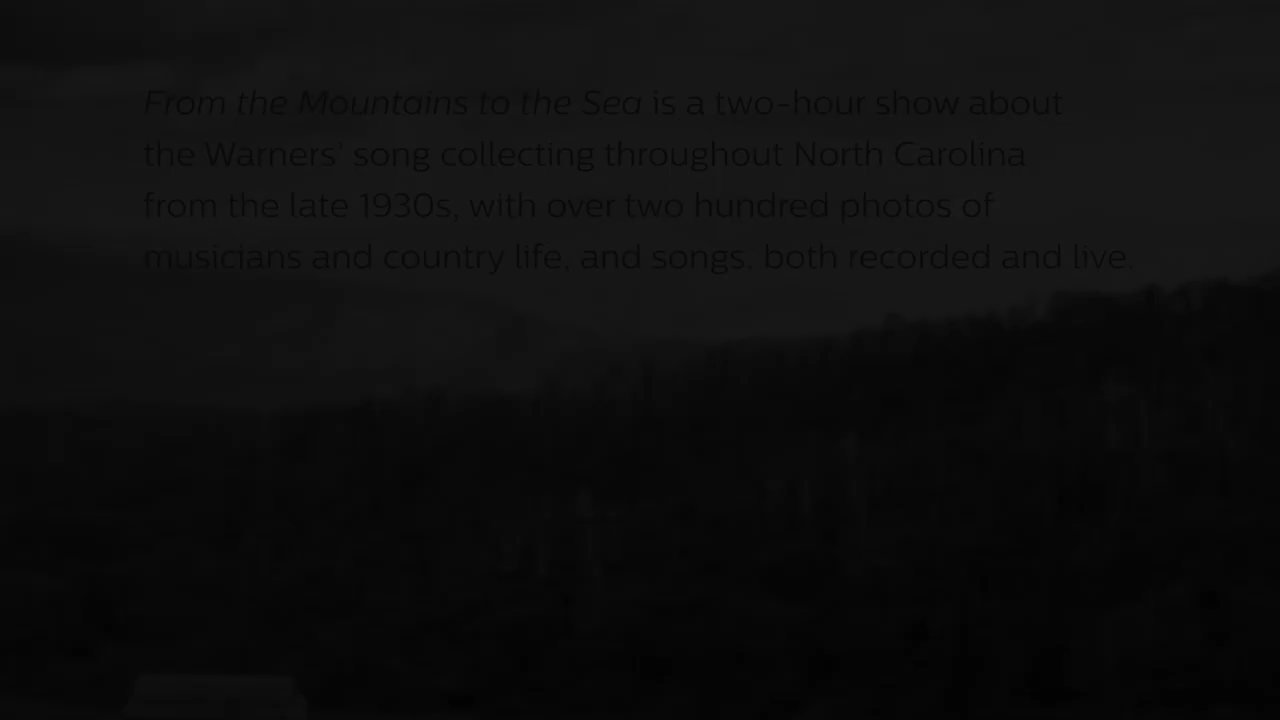 From the Mountains to the Sea is a two-hour show about
the Warners' song collecting throughout North Carolina
from the late 1930s, with over two hundred photos of
musicians and country life, and songs, both recorded and live.